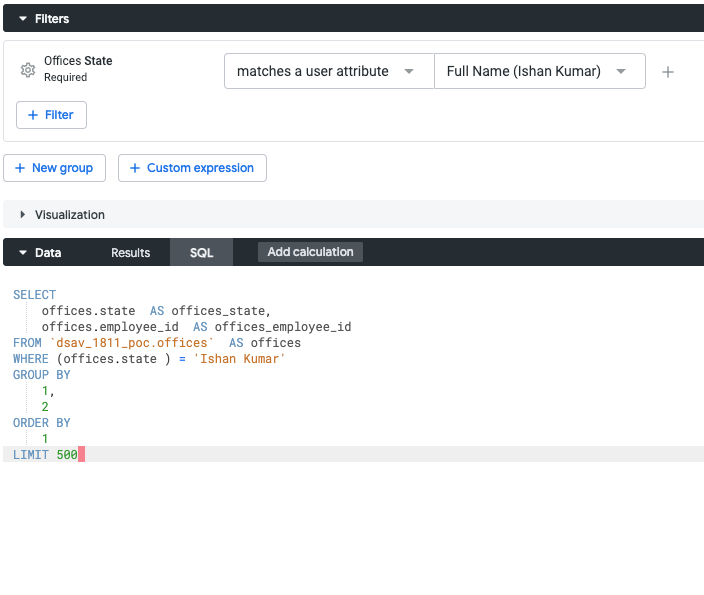 Filters
Offices State
Required
matches a user attribute
Full Name (Ishan Kumar)
+ Filter
+ New group
+ Custom expression
Visualization
Data Results SQL Add calculation
SELECT
offices.state  AS offices_state,
offices.employee_id  AS offices_employee_id
FROM `dsav_1811_poc.offices`  AS offices
WHERE (offices.state ) = 'Ishan Kumar'
GROUP BY
1,
2
ORDER BY
1
LIMIT 500